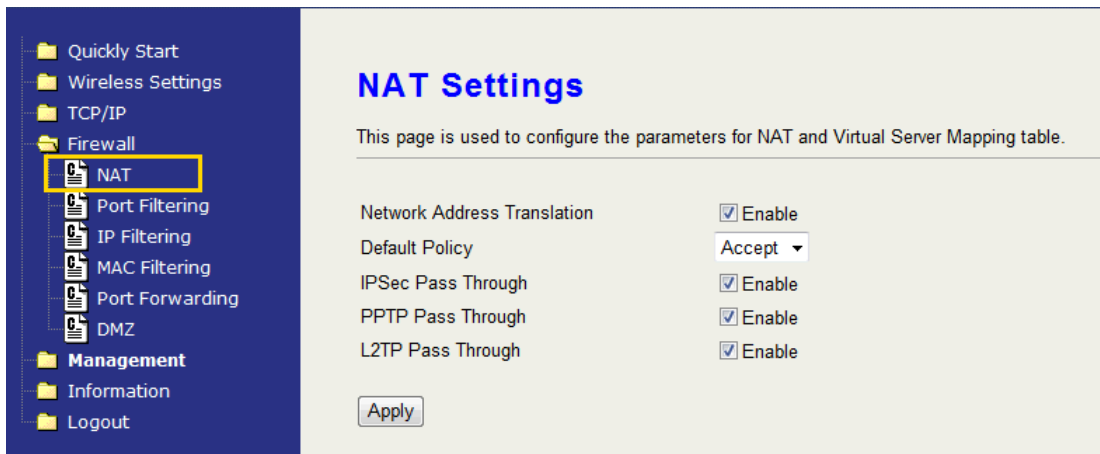 Quickly Start
Wireless Settings
TCP/IP
Firewall
NAT
Port Filtering
IP Filtering
MAC Filtering
Port Forwarding
DMZ
Management
Information
Logout
NAT Settings
This page is used to configure the parameters for NAT and Virtual Server Mapping table.
Network Address Translation Enable
Default Policy Accept
IPSec Pass Through Enable
PPTP Pass Through Enable
L2TP Pass Through Enable
Apply